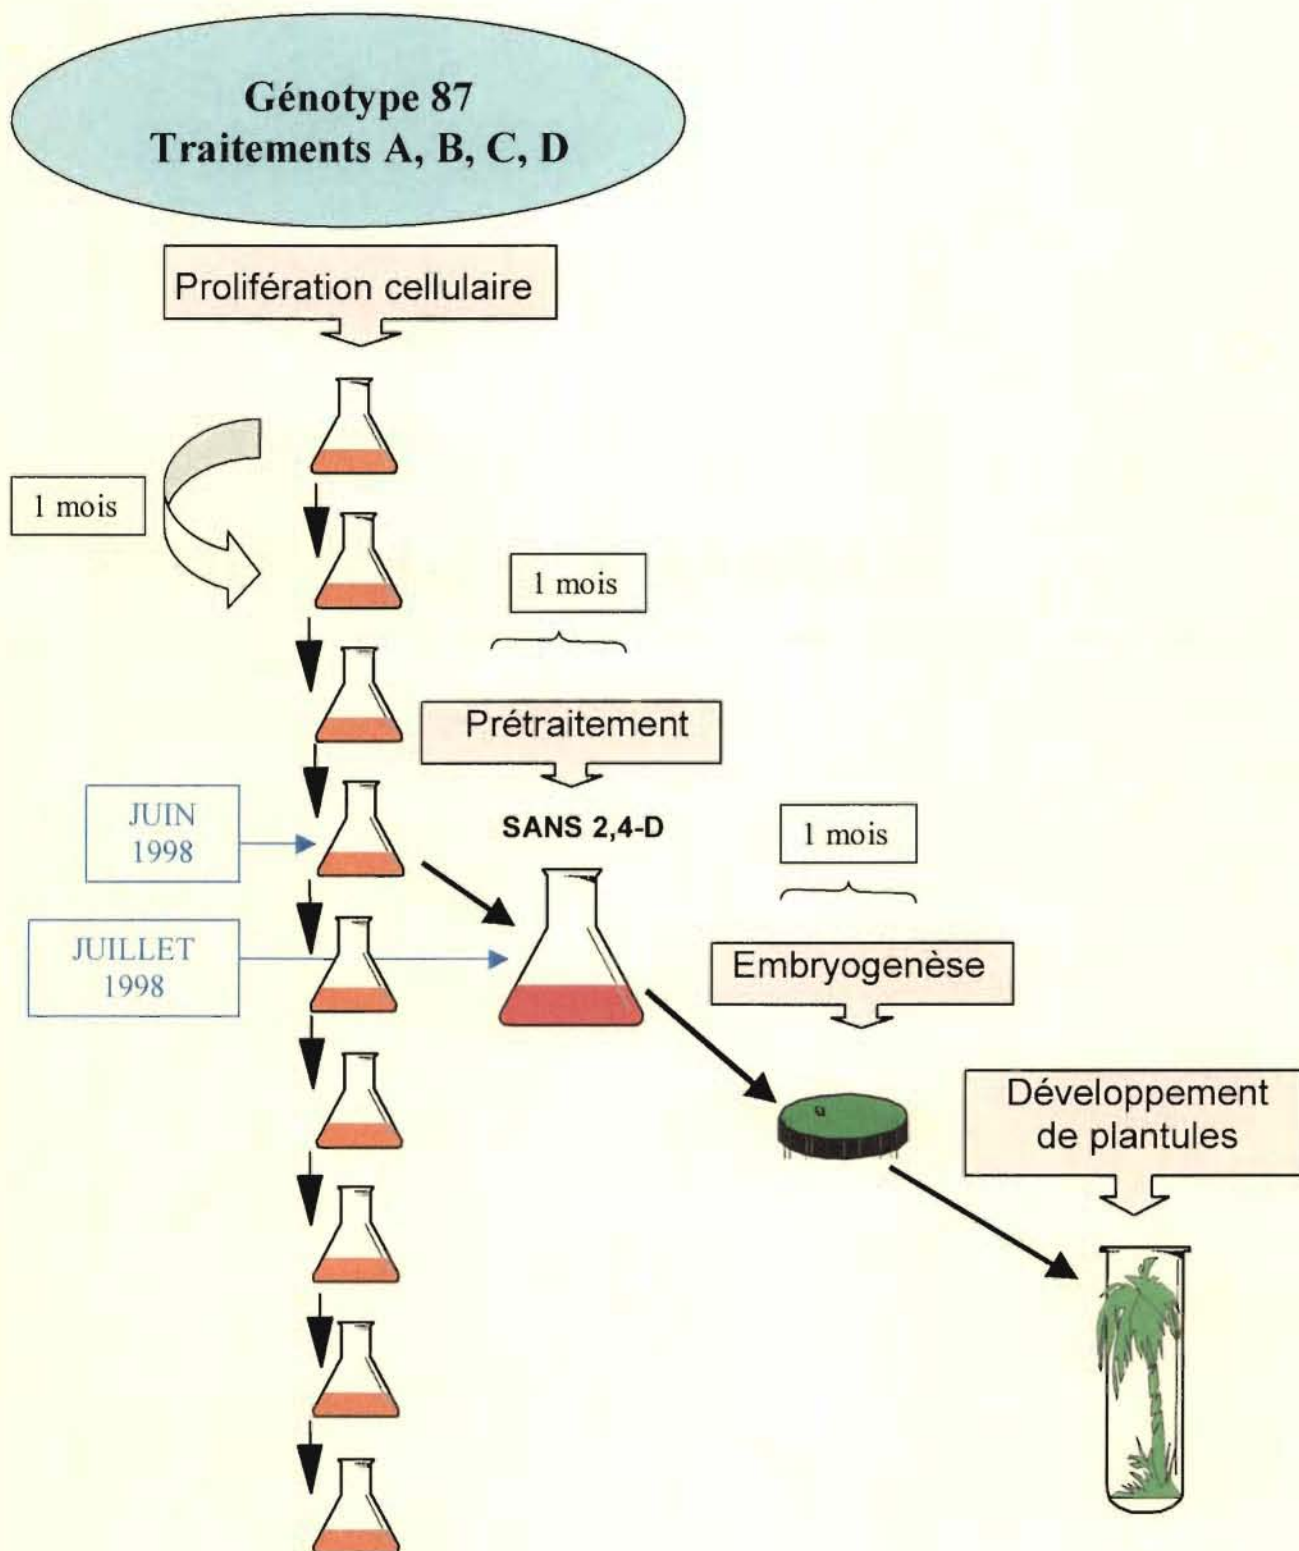 Génotype 87
Traitements A, B, C, D
Prolifération cellulaire
1 mois
1 mois
Prétraitement
SANS 2,4-D
JUIN
1998
1 mois
JUILLET
1998
Embryogenèse
Développement
de plantules